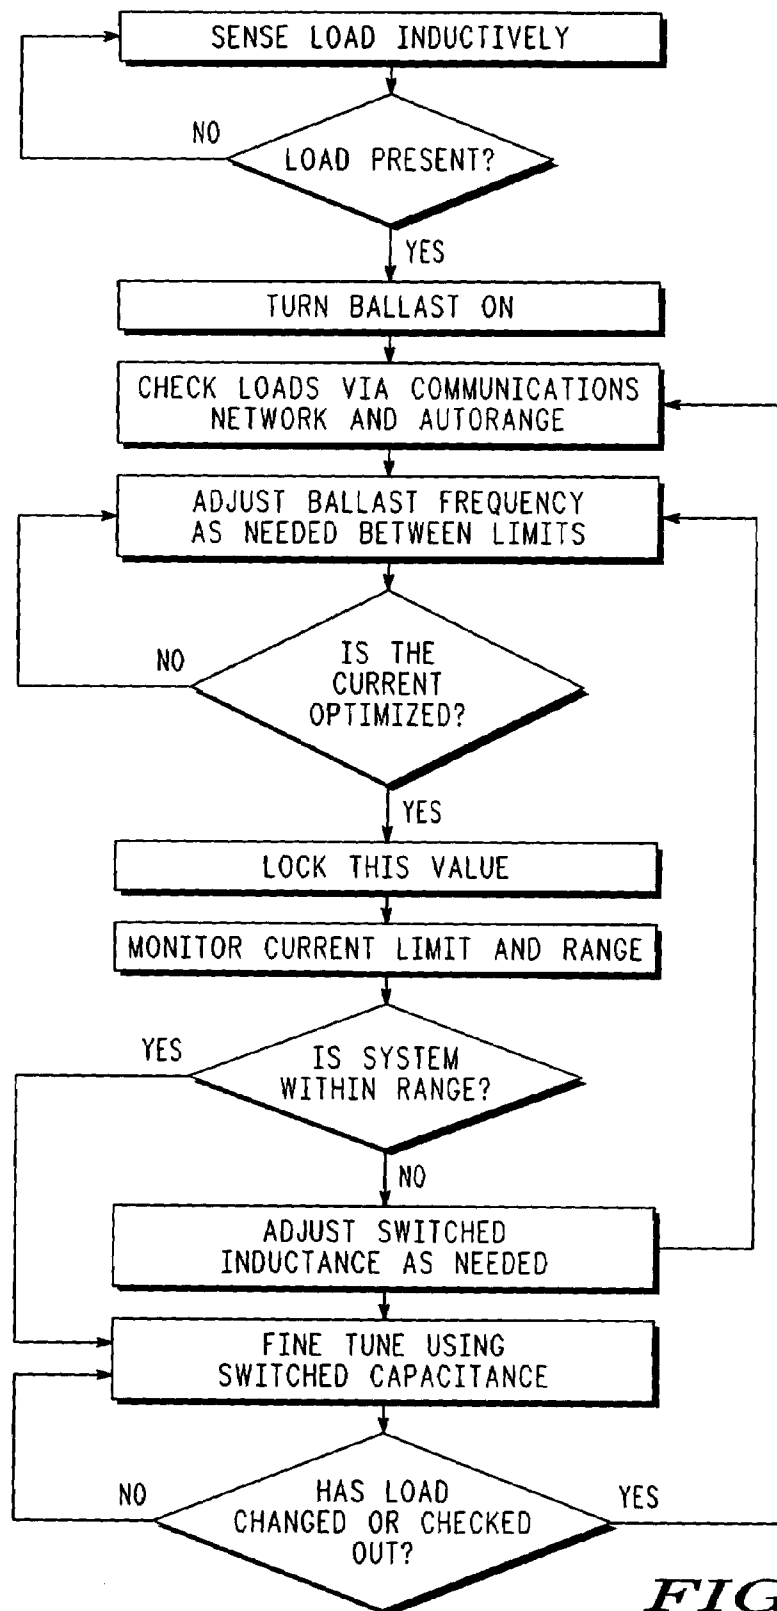 SENSE LOAD INDUCTIVELY
NO
LOAD PRESENT?
YES
TURN BALLAST ON
CHECK LOADS VIA COMMUNICATIONS
NETWORK AND AUTORANGE
ADJUST BALLAST FREQUENCY
AS NEEDED BETWEEN LIMITS
NO
IS THE
CURRENT
OPTIMIZED?
YES
LOCK THIS VALUE
MONITOR CURRENT LIMIT AND RANGE
YES
IS SYSTEM
WITHIN RANGE?
NO
ADJUST SWITCHED
INDUCTANCE AS NEEDED
FINE TUNE USING
SWITCHED CAPACITANCE
NO
HAS LOAD
CHANGED OR CHECKED
OUT?
YES
FIG